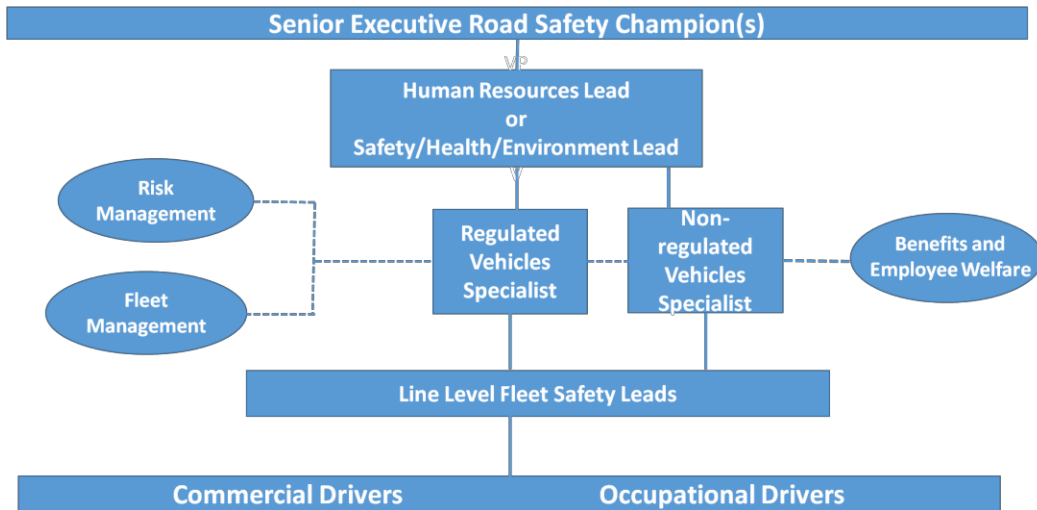 Senior Executive Road Safety Champion(s)
VP
Human Resources Lead
or
Safety/Health/Environment Lead
Risk
Management
Regulated
Vehicles
Specialist
Non-
regulated
Vehicles
Specialist
Benefits and
Employee Welfare
Fleet
Management
Line Level Fleet Safety Leads
Commercial Drivers
Occupational Drivers